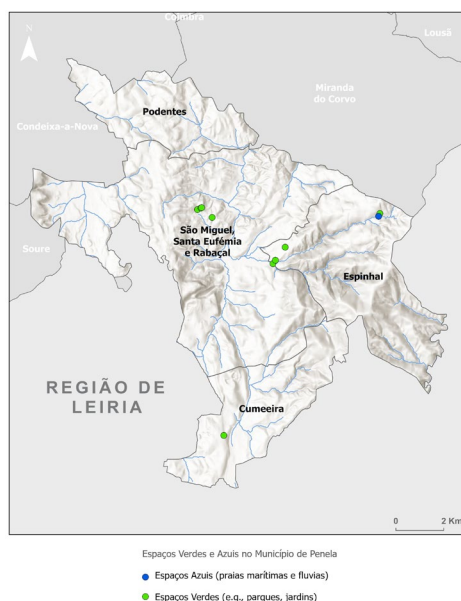 Coimbra
Lousã
N
Podentes
Miranda
do Corvo
Condeixa-a-Nova
São Miguel,
Santa Eufémia
e Rabaçal
Soure
Espinhal
REGIÃO DE
LEIRIA
Cumeeira
0 2 Km
Espaços Verdes e Azuis no Município de Penela
Espaços Azuis (praias marítimas e fluvias)
Espaços Verdes (e.g., parques, jardins)